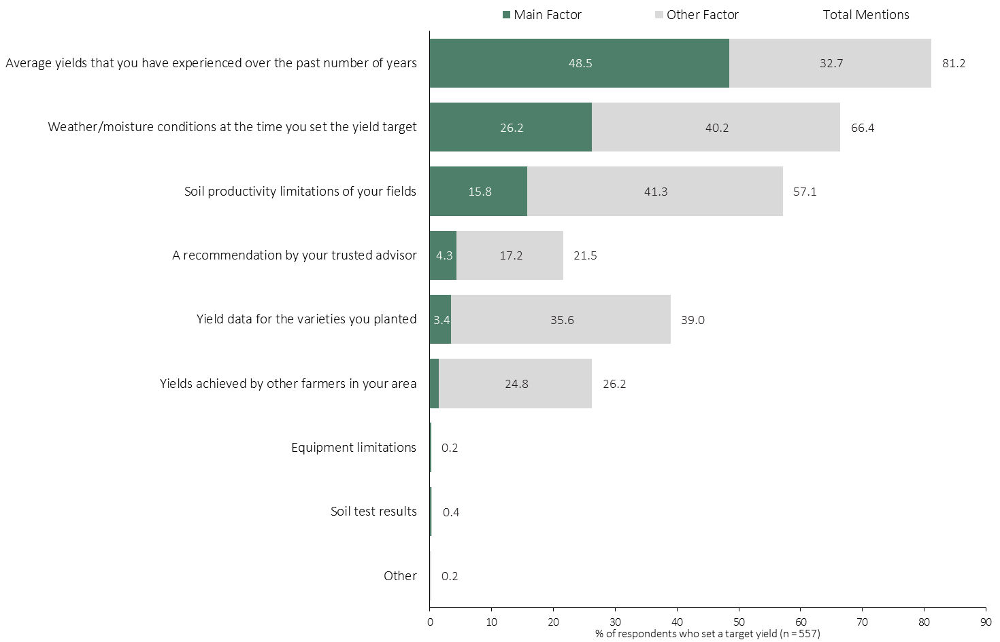 Main Factor Other Factor Total Mentions
Average yields that you have experienced over the past number of years 48.5 32.7 81.2
Weather/moisture conditions at the time you set the yield target 26.2 40.2 66.4
Soil productivity limitations of your fields 15.8 41.3 57.1
A recommendation by your trusted advisor 4.3 17.2 21.5
Yield data for the varieties you planted 3.4 35.6 39.0
Yields achieved by other farmers in your area 24.8 26.2
Equipment limitations 0.2
Soil test results 0.4
Other 0.2
0 10 20 30 40 50 60 70 80 90
% of respondents who set a target yield (n = 557)